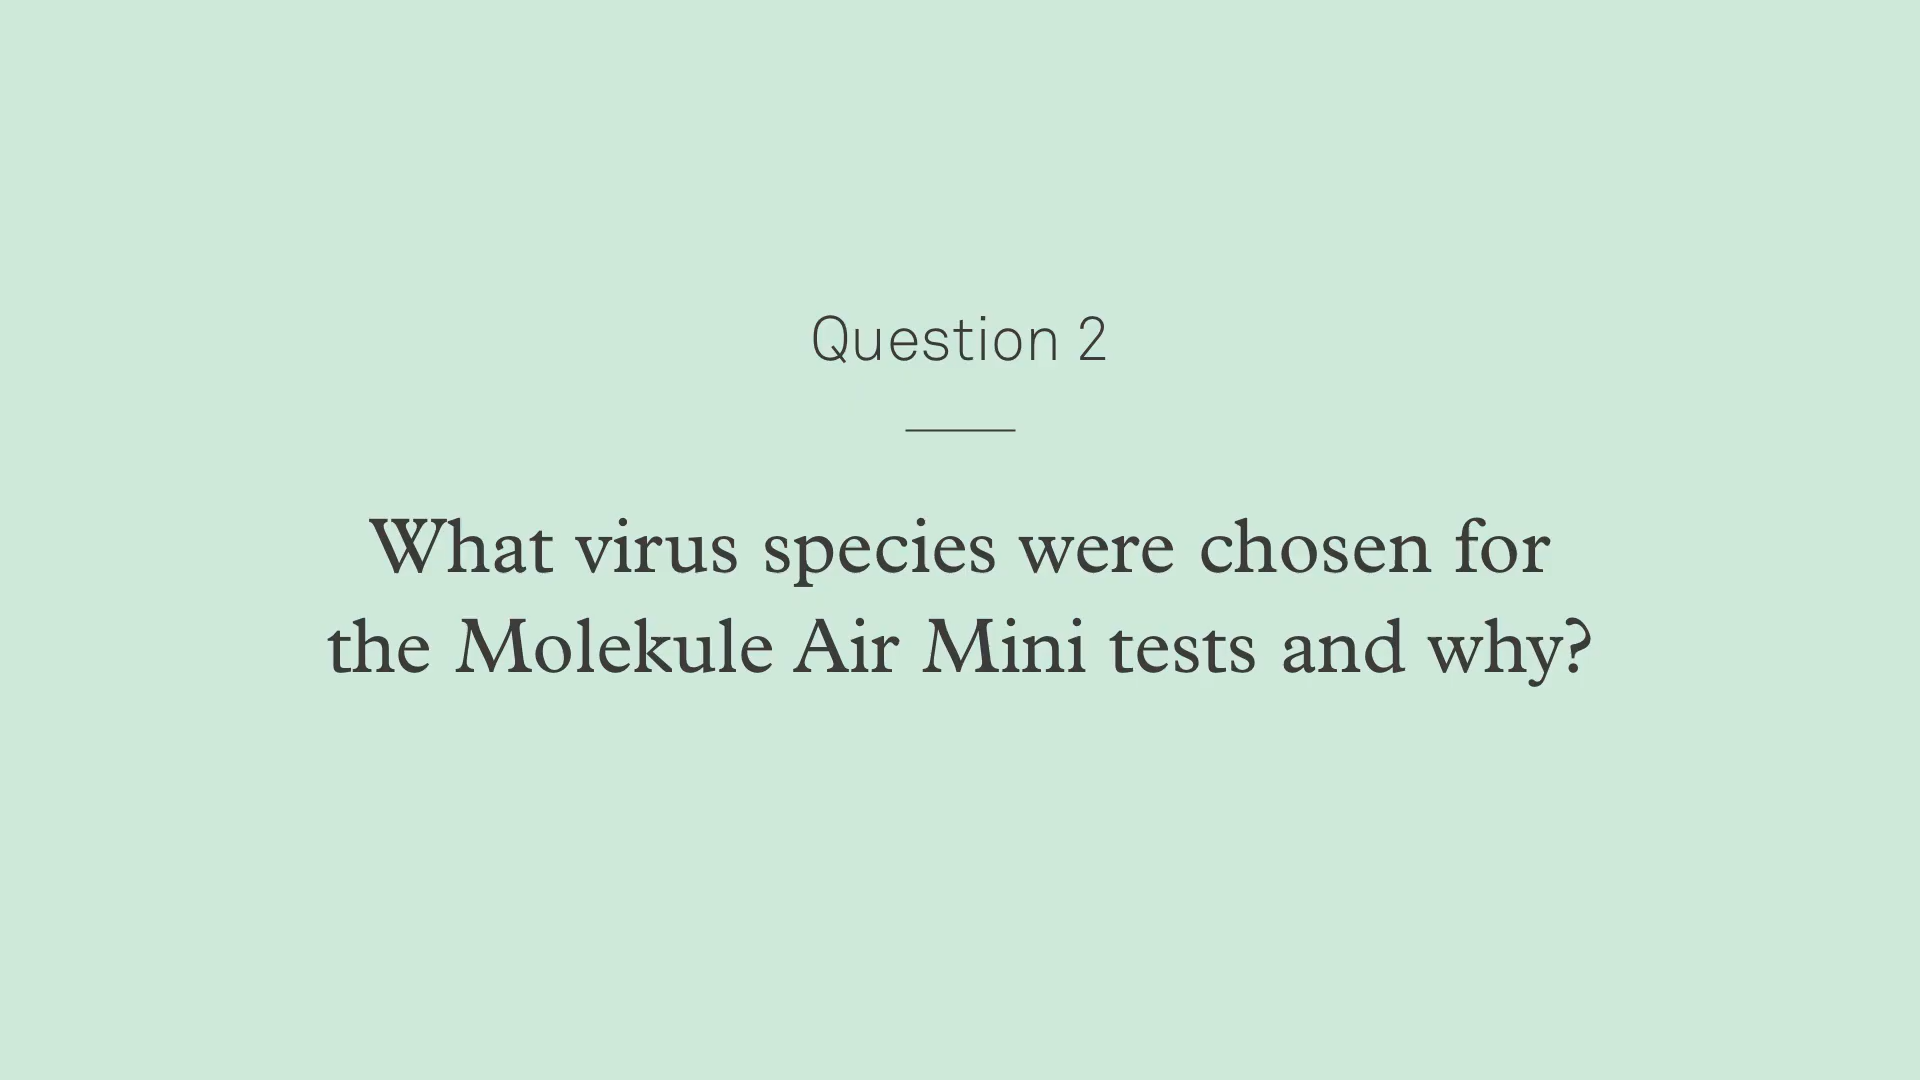 Question 2
What virus species were chosen for
the Molekule Air Mini tests and why?